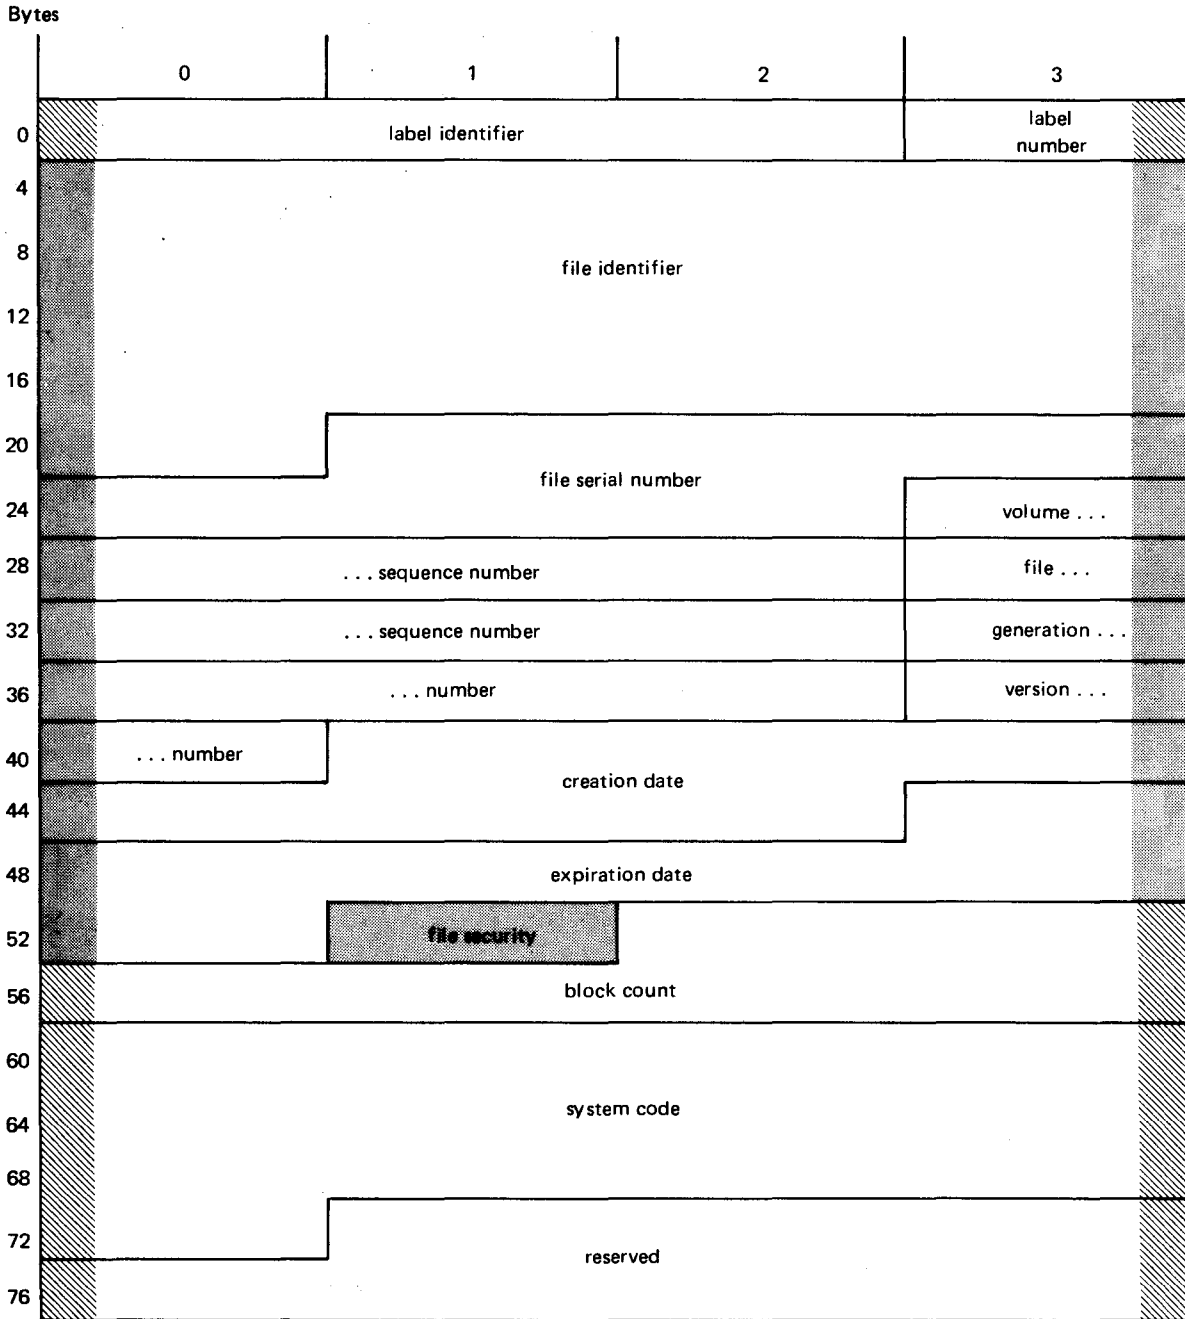 Bytes
0 1 2 3
0 label identifier label
number
4
8 file identifier
12
16
20
file serial number
24 volume . . .
28 . . . sequence number file . . .
32 . . . sequence number generation . . .
36 . . . number version . . .
40 . . . number
creation date
44
48 expiration date
52 file security
56 block count
60
system code
64
68
72
reserved
76